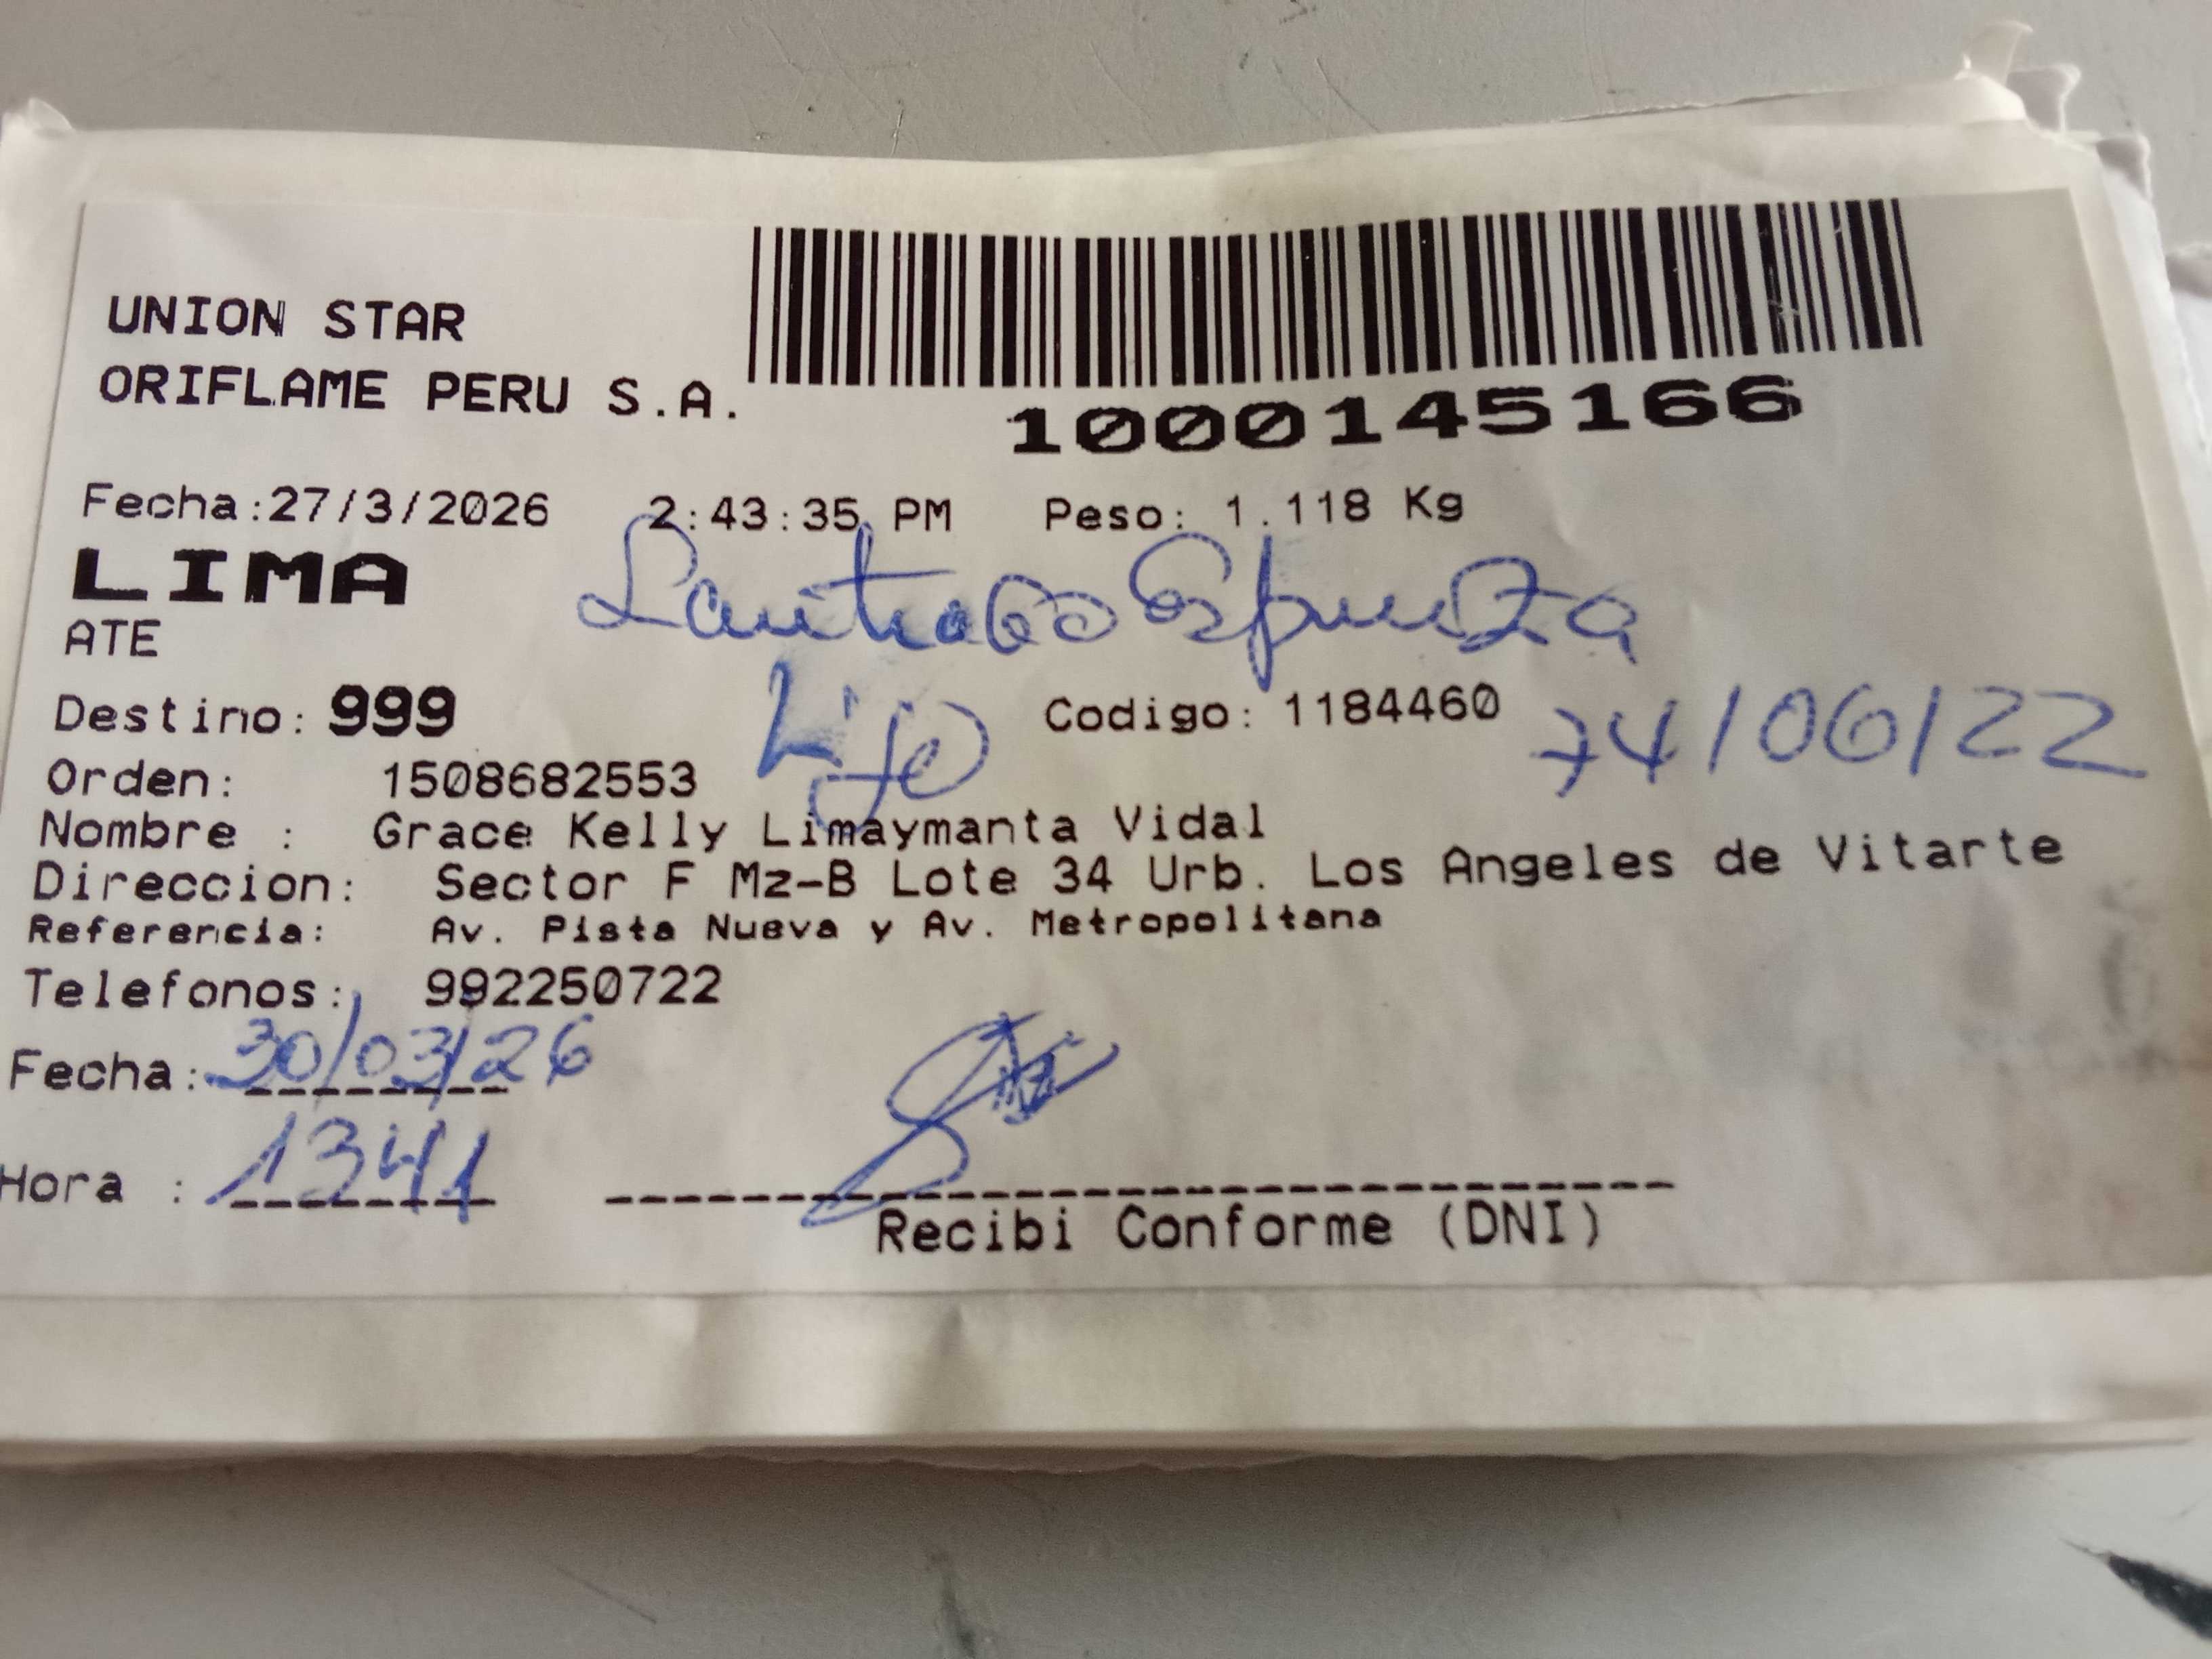 UNION STAR
ORIFLAME PERU S.A.
1000145166
Fecha:27/3/2026 2:43:35 PM Peso: 1.118 Kg
LIMA
Santiago Espinoza
ATE
Hijo
Destino: 999 Codigo: 1184460 74106122
Orden: 1508682553
Nombre : Grace Kelly Limaymanta Vidal
Direccion: Sector F Mz-B Lote 34 Urb. Los Angeles de Vitarte
Referencia: Av. Pista Nueva y Av. Metropolitana
Telefonos: 992250722
Fecha: 30/03/26
Hora : 1341
Recibi Conforme (DNI)